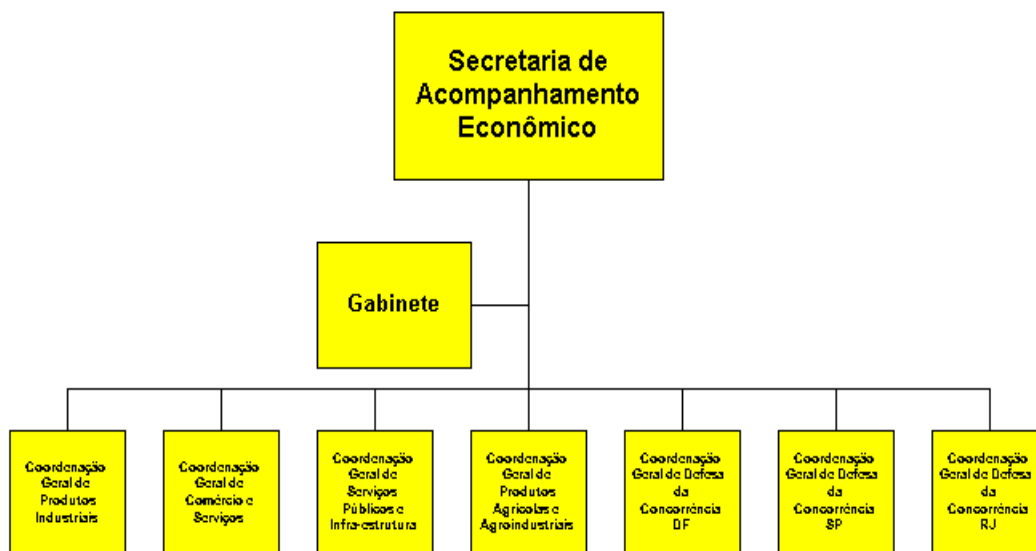 Secretaria de
Acompanhamento
Econômico
Gabinete
Coordenação
Geral de
Produtos
Industriais
Coordenação
Geral de
Comércio e
Serviços
Coordenação
Geral de
Serviços
Públicos e
Infra-estrutura
Coordenação
Geral de
Produtos
Agrícolas e
Agroindustriais
Coordenação
Geral de Defesa
da
Concorrência
DF
Coordenação
Geral de Defesa
da
Concorrência
SP
Coordenação
Geral de Defesa
da
Concorrência
RJ